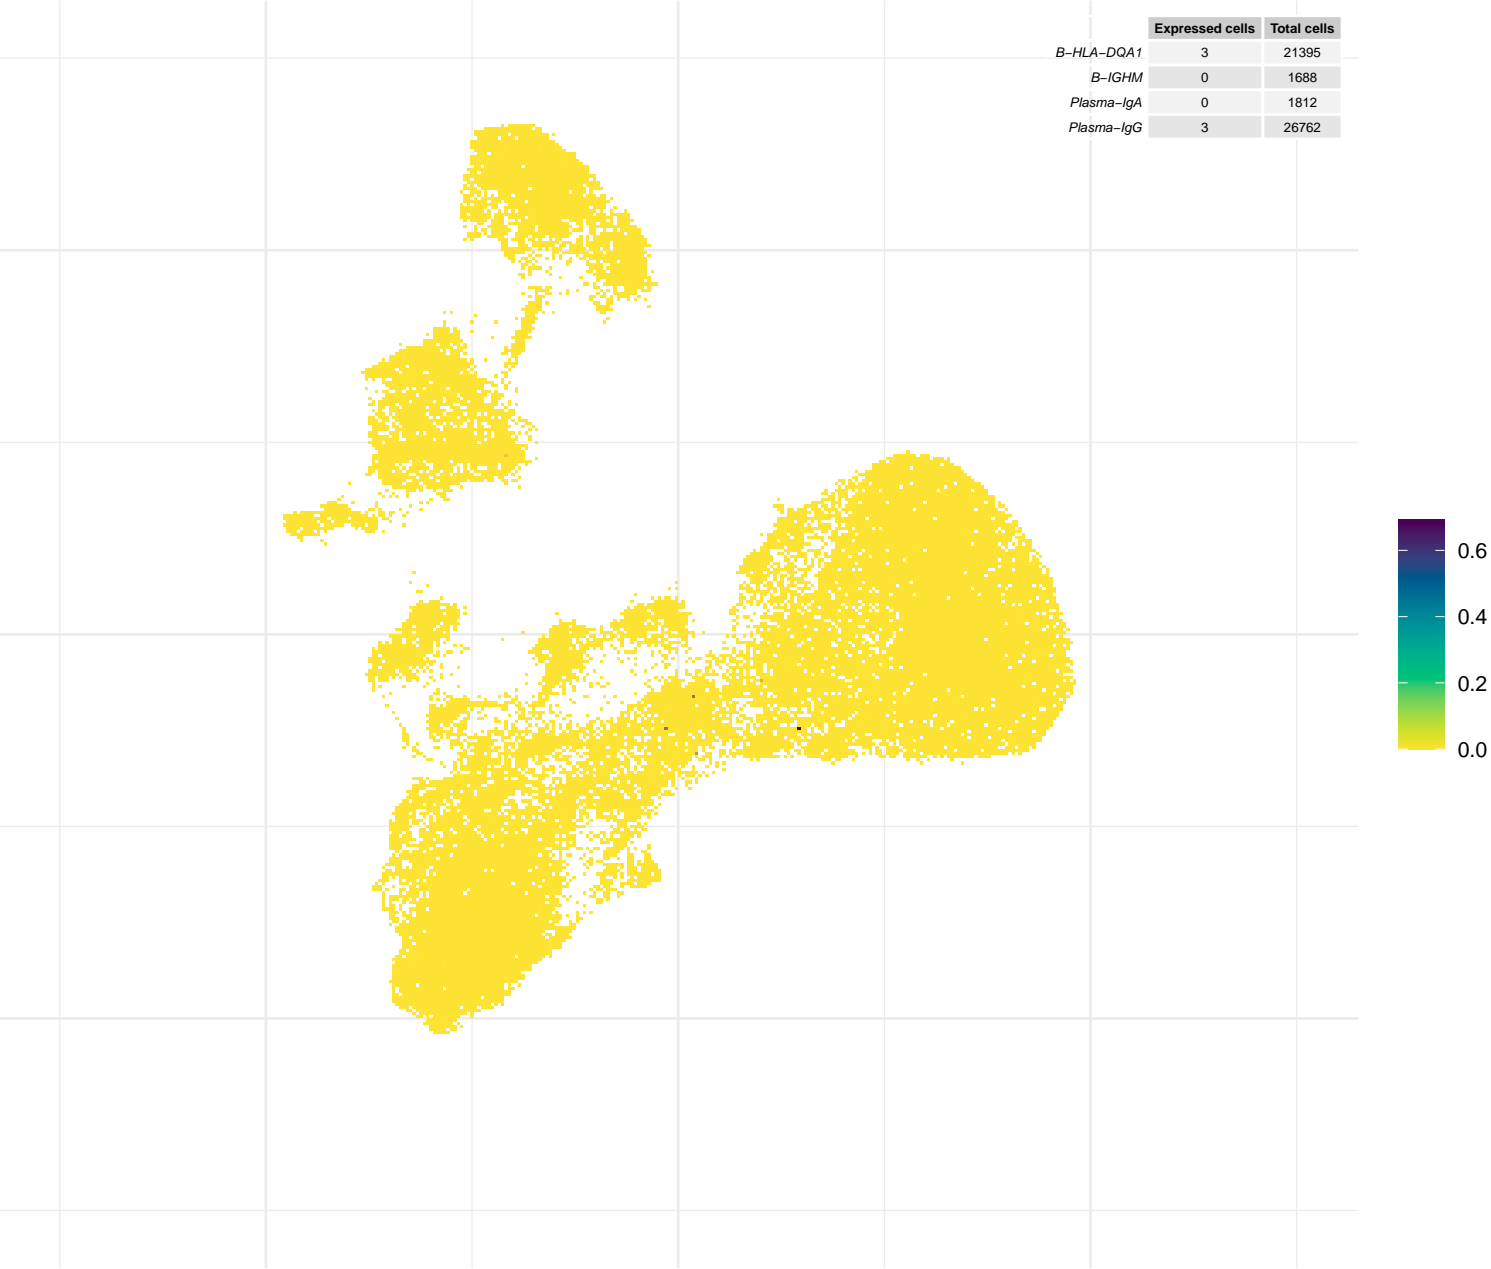 Expressed cells Total cells
B−HLA−DQA1 3 21395
B−IGHM 0 1688
Plasma−IgA 0 1812
Plasma−IgG 3 26762
0.6
0.4
0.2
0.0